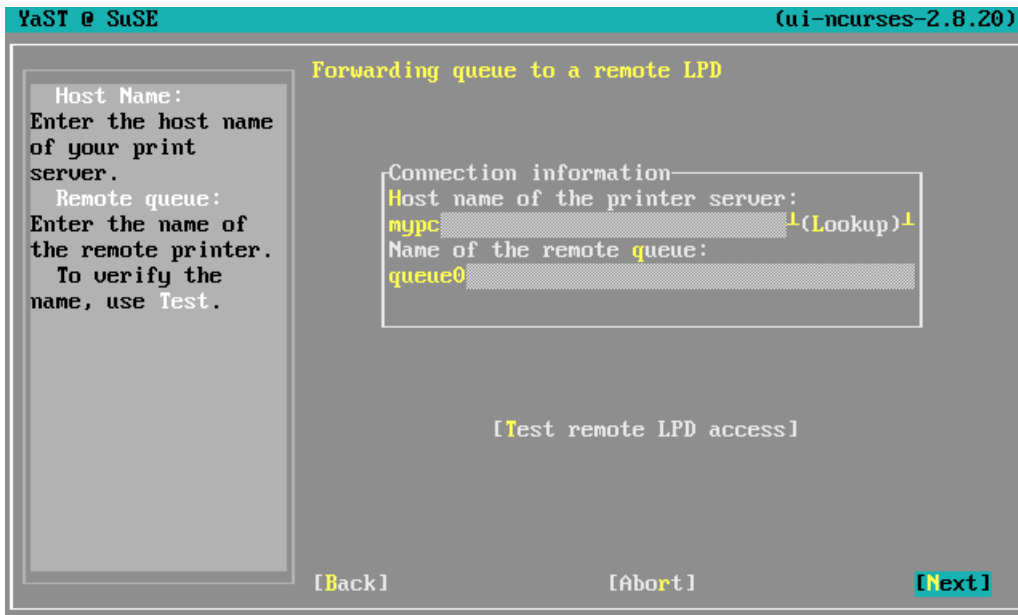 YaST @ SuSE (ui-ncurses-2.8.20)
Host Name:
Enter the host name
of your print
server.
Remote queue:
Enter the name of
the remote printer.
To verify the
name, use Test.
Forwarding queue to a remote LPD
Connection information
Host name of the printer server:
mypc (Lookup)
Name of the remote queue:
queue0
[Test remote LPD access]
[Back] [Abort] [Next]